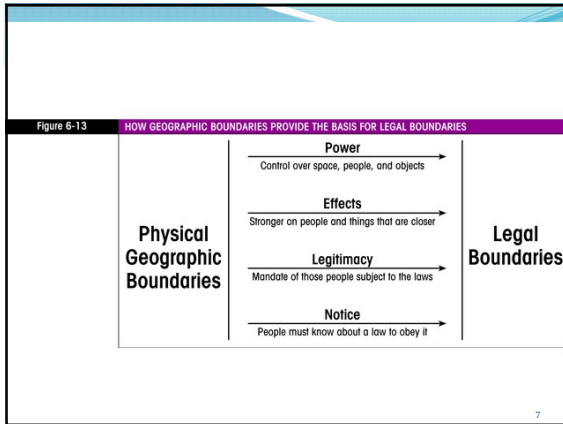 Figure 6-13 HOW GEOGRAPHIC BOUNDARIES PROVIDE THE BASIS FOR LEGAL BOUNDARIES
Physical
Geographic
Boundaries
Power
Control over space, people, and objects
Effects
Stronger on people and things that are closer
Legitimacy
Mandate of those people subject to the laws
Notice
People must know about a law to obey it
Legal
Boundaries
7